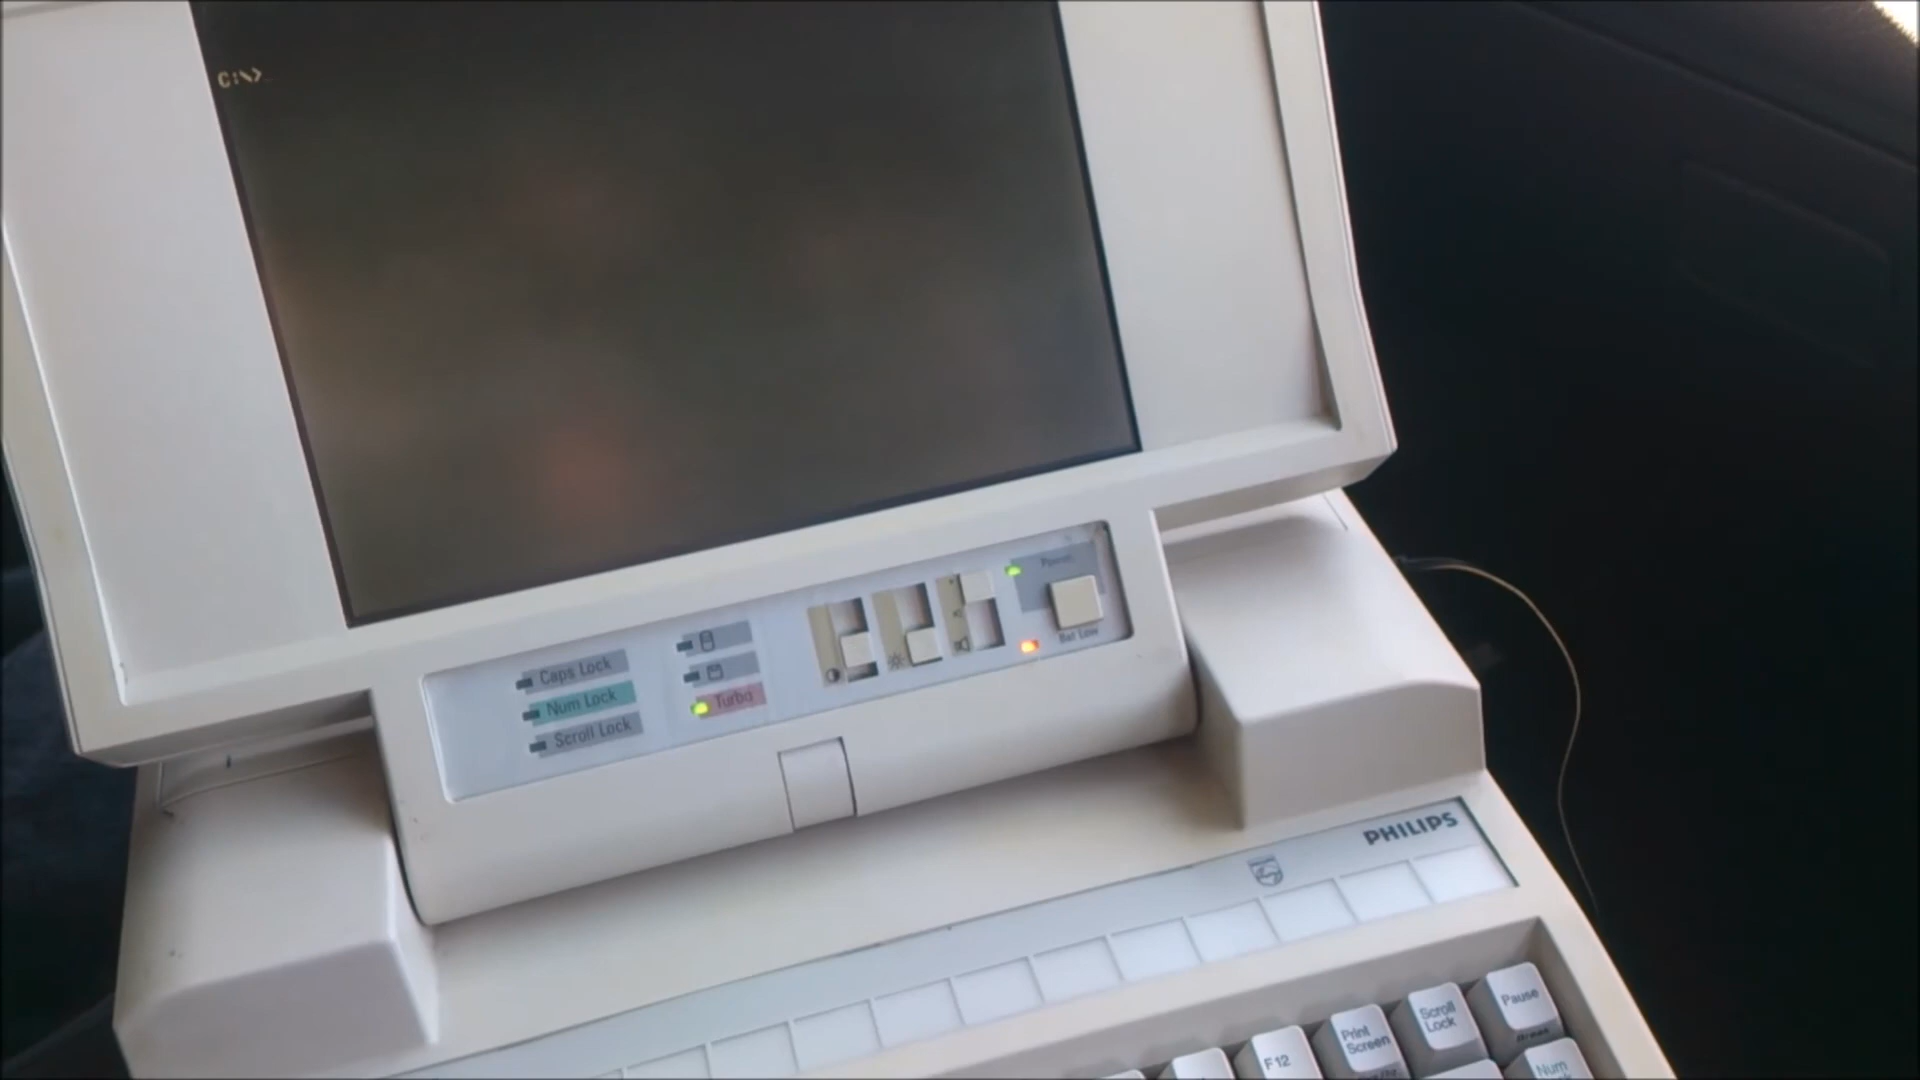 C:\>
Power
Bat Low
Caps Lock
Num Lock
Scroll Lock
Turbo
PHILIPS
Pause
Scroll
Lock
Print
Screen
F12
Num